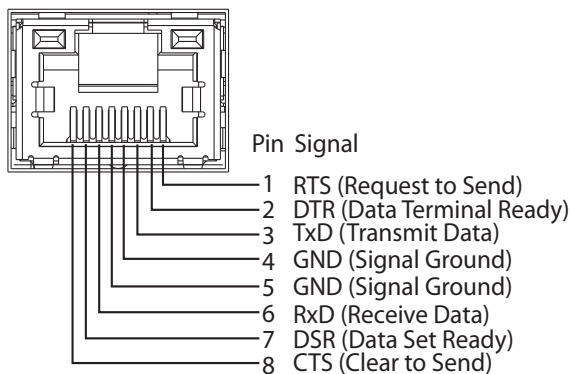 Pin Signal
1 RTS (Request to Send)
2 DTR (Data Terminal Ready)
3 TxD (Transmit Data)
4 GND (Signal Ground)
5 GND (Signal Ground)
6 RxD (Receive Data)
7 DSR (Data Set Ready)
8 CTS (Clear to Send)